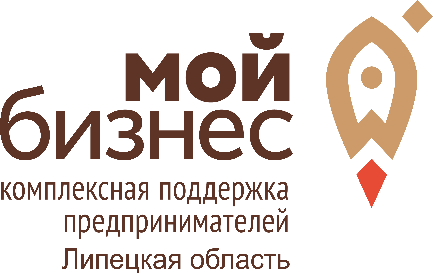 мой
бизнес
комплексная поддержка
предпринимателей
Липецкая область